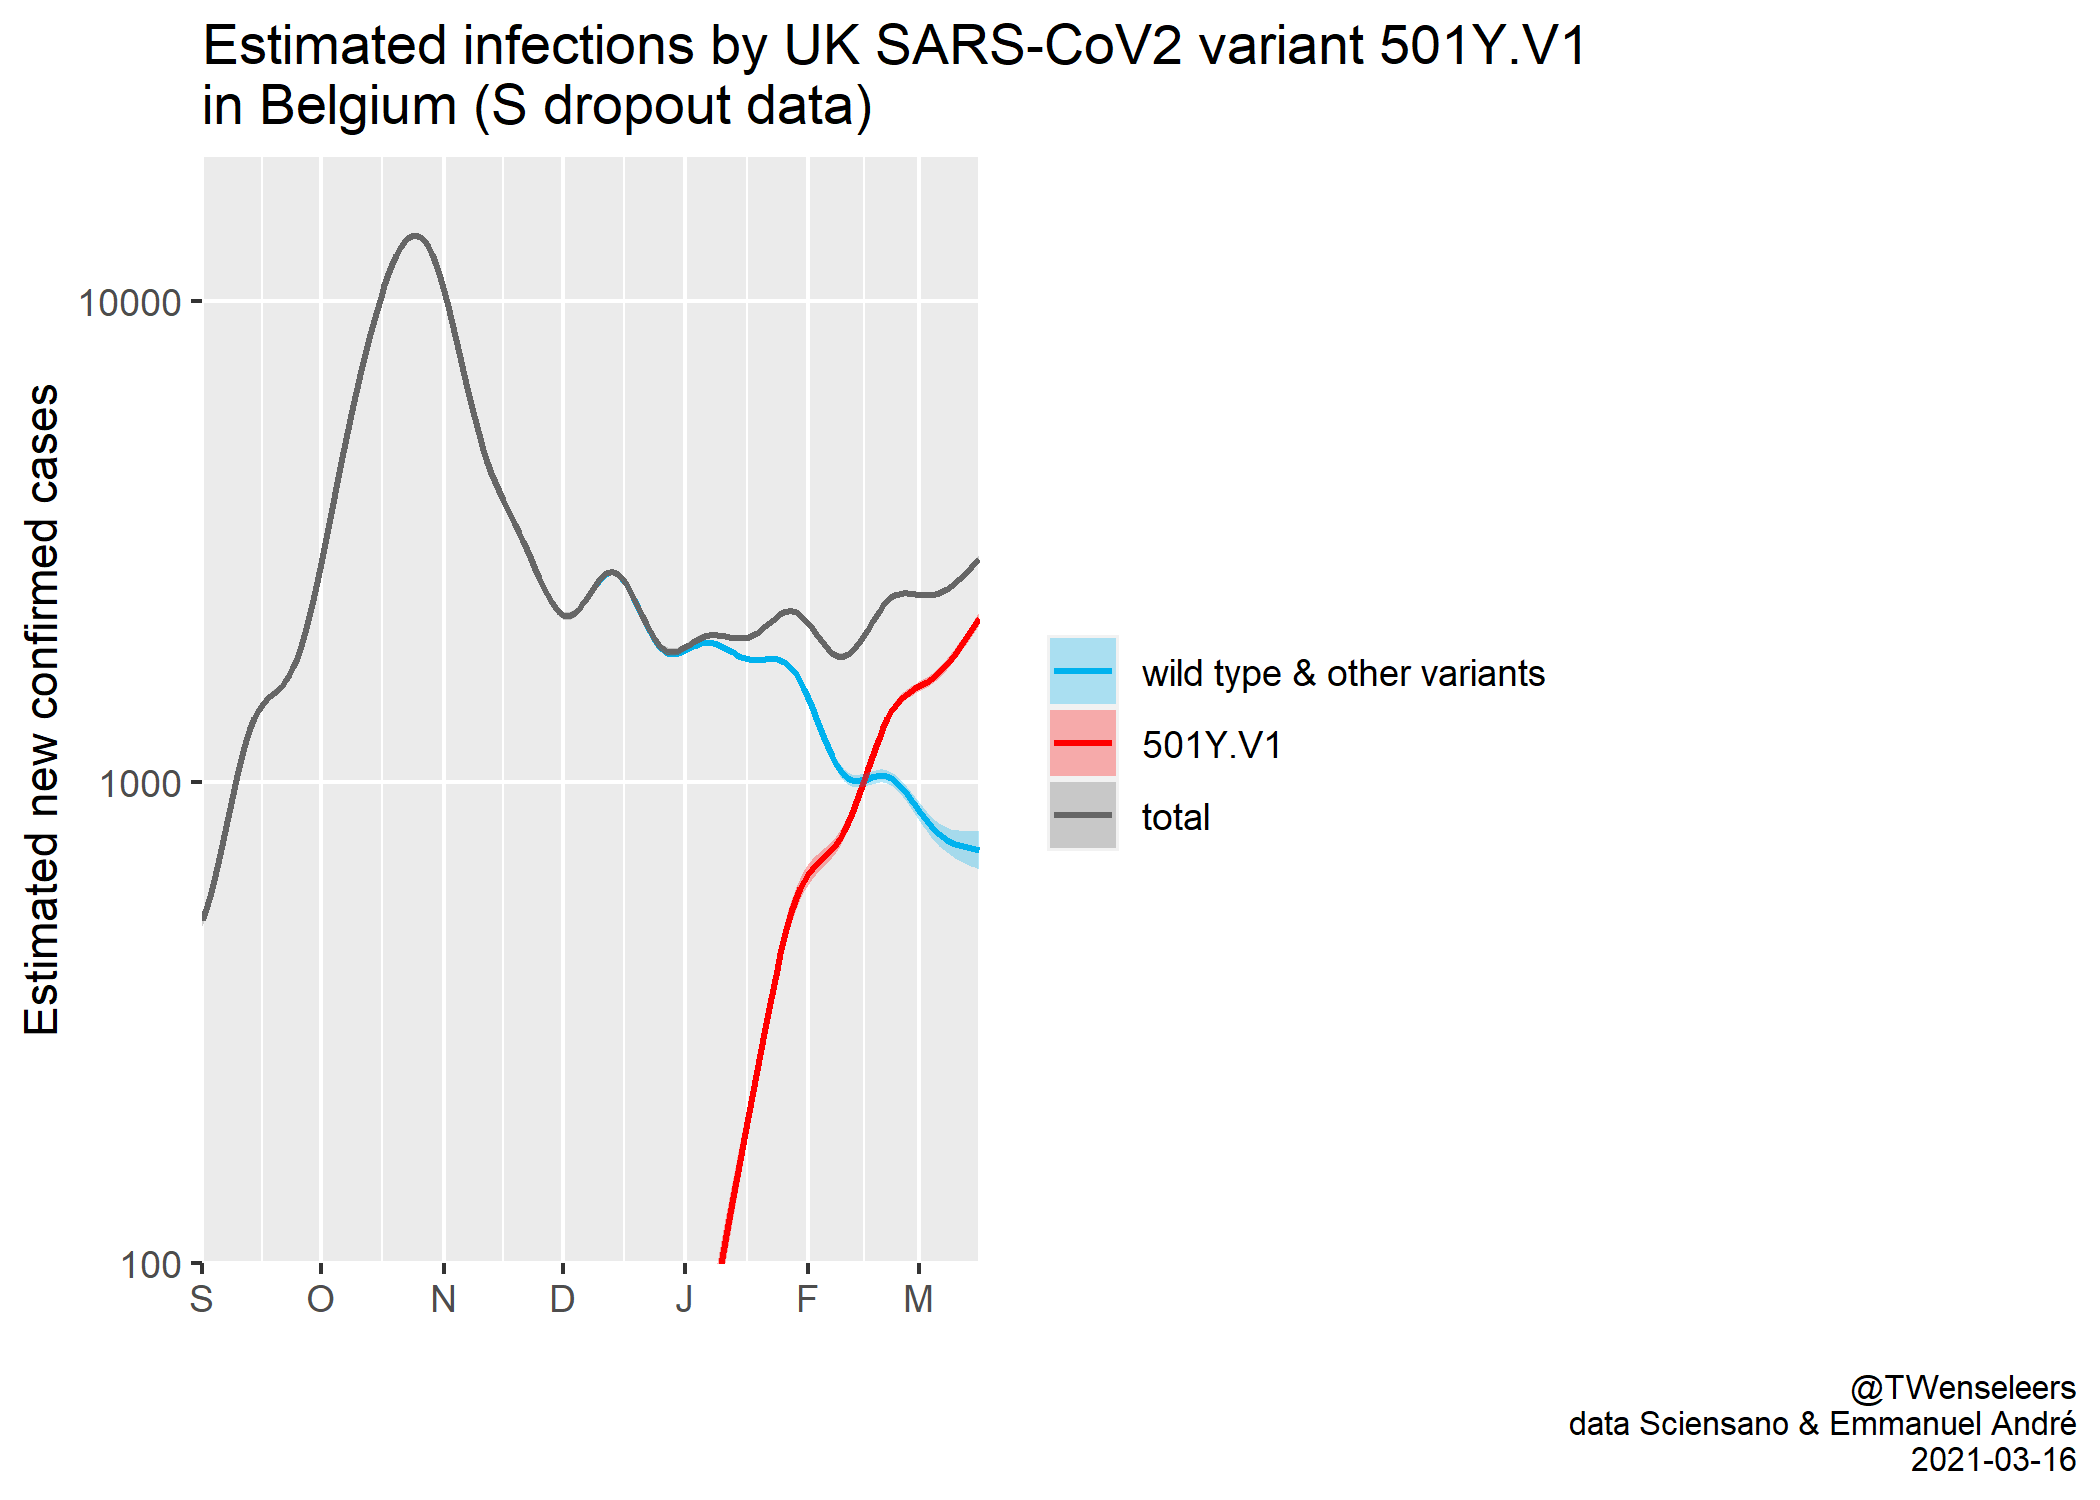 Estimated infections by UK SARS-CoV2 variant 501Y.V1
in Belgium (S dropout data)
Estimated new confirmed cases
10000
1000
100
S O N D J F M
wild type & other variants
501Y.V1
total
@TWenseleers
data Sciensano & Emmanuel André
2021-03-16